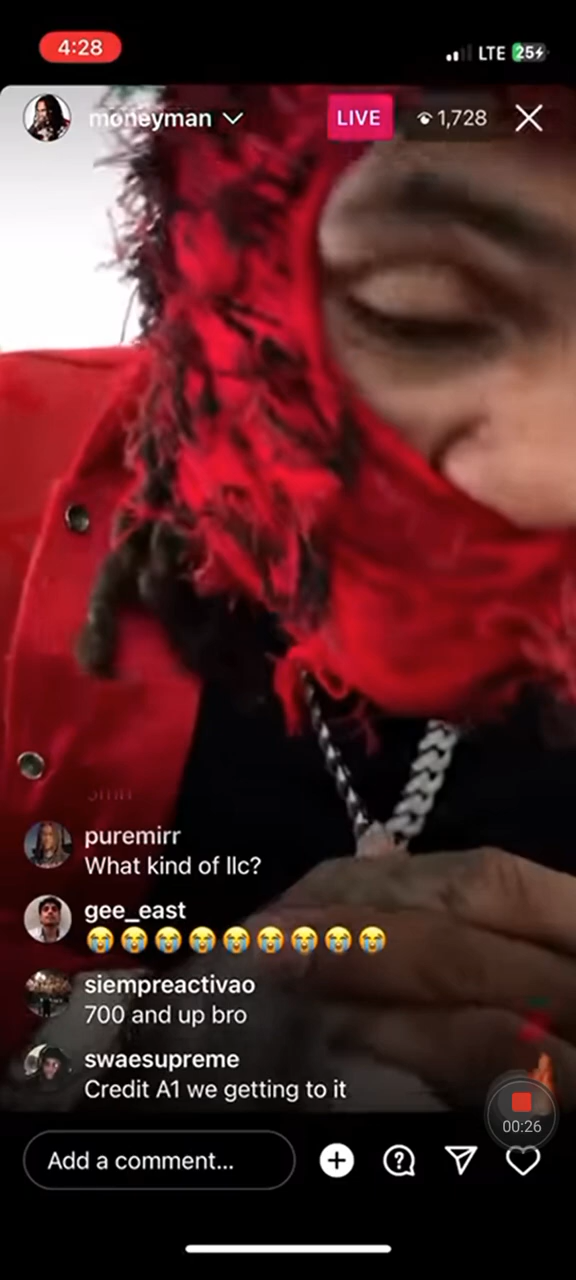 4:28
LTE 25
moneyman
LIVE
1,728
puremirr
What kind of llc?
gee_east
😭😭😭😭😭😭😭😭😭
siempreactivao
700 and up bro
swaesupreme
Credit A1 we getting to it
00:26
Add a comment...